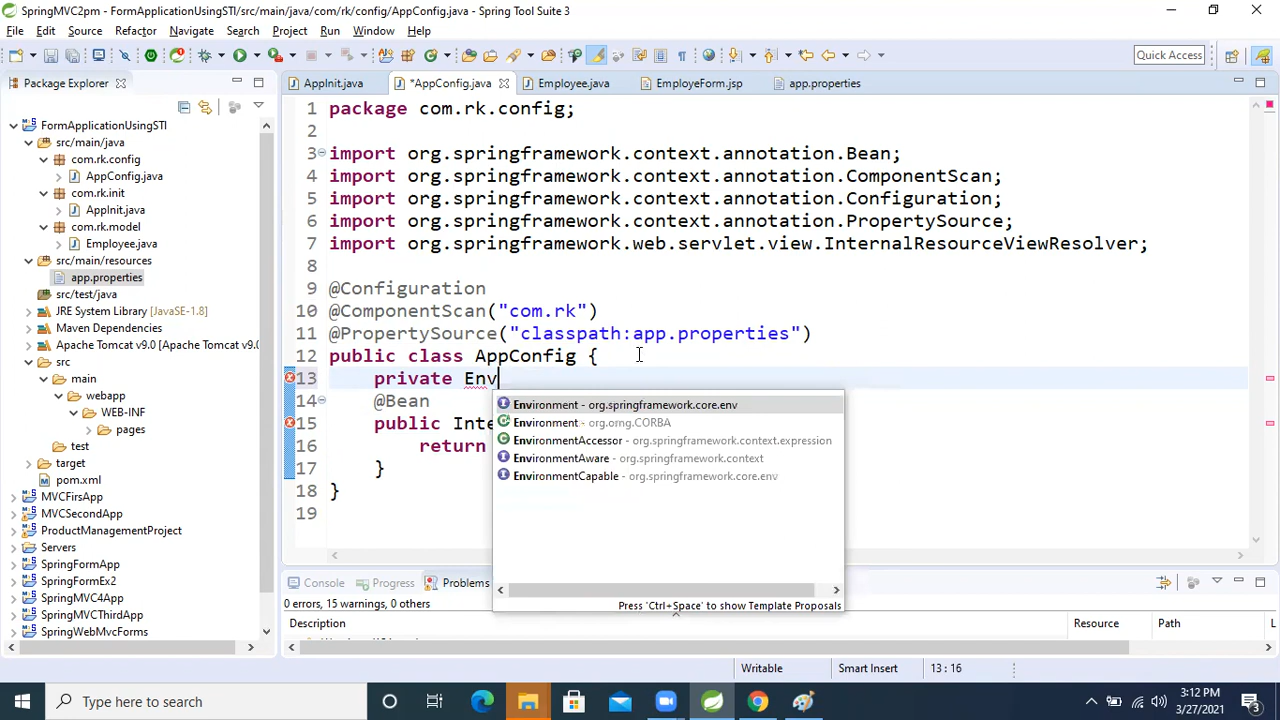 SpringMVC2pm - FormApplicationUsingSTI/src/main/java/com/rk/config/AppConfig.java - Spring Tool Suite 3
File Edit Source Refactor Navigate Search Project Run Window Help
Quick Access
Package Explorer
AppInit.java
*AppConfig.java
Employee.java
EmployeForm.jsp
app.properties
FormApplicationUsingSTI
src/main/java
com.rk.config
AppConfig.java
com.rk.init
AppInit.java
com.rk.model
Employee.java
src/main/resources
app.properties
src/test/java
JRE System Library [JavaSE-1.8]
Maven Dependencies
Apache Tomcat v9.0 [Apache Tomcat v9.0]
src
main
webapp
WEB-INF
pages
test
target
pom.xml
MVCFirsApp
MVCSecondApp
ProductManagementProject
Servers
SpringFormApp
SpringFormEx2
SpringMVC4App
SpringMVCThirdApp
SpringWebMvcForms
1 package com.rk.config;
2
3 import org.springframework.context.annotation.Bean;
4 import org.springframework.context.annotation.ComponentScan;
5 import org.springframework.context.annotation.Configuration;
6 import org.springframework.context.annotation.PropertySource;
7 import org.springframework.web.servlet.view.InternalResourceViewResolver;
8
9 @Configuration
10 @ComponentScan("com.rk")
11 @PropertySource("classpath:app.properties")
12 public class AppConfig {
13 private Env
14 @Bean
15 public Inte
16 return
17 }
18 }
19
Environment - org.springframework.core.env
Environment - org.omg.CORBA
EnvironmentAccessor - org.springframework.context.expression
EnvironmentAware - org.springframework.context
EnvironmentCapable - org.springframework.core.env
Press 'Ctrl+Space' to show Template Proposals
Console
Progress
Problems
0 errors, 15 warnings, 0 others
Description Resource Path L
Writable Smart Insert 13 : 16
Type here to search
3:12 PM
3/27/2021
3